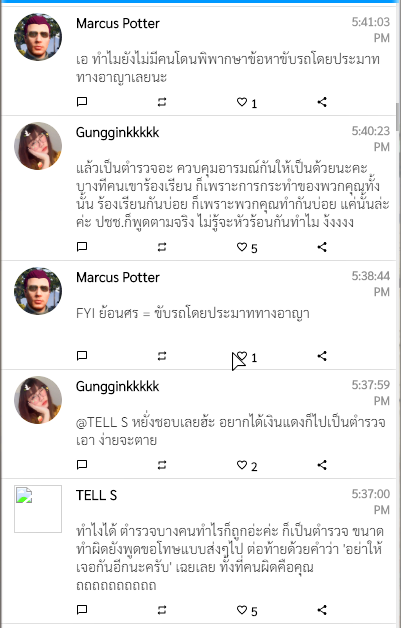 Marcus Potter 5:41:03
PM
เอ ทำไมยังไม่มีคนโดนพิพากษาข้อหาขับรถโดยประมาท
ทางอาญาเลยนะ
1
Gungginkkkkk 5:40:23
PM
แล้วเป็นตำรวจอะ ควบคุมอารมณ์กันให้เป็นด้วยนะคะ
บางทีคนเขาร้องเรียน ก็เพราะการกระทำของพวกคุณทั้ง
นั้น ร้องเรียนกันบ่อย ก็เพราะพวกคุณทำกันบ่อย แค่นั้นล่ะ
ค่ะ ปชช.ก็พูดตามจริง ไม่รู้จะหัวร้อนกันทำไม ง้งงงง
5
Marcus Potter 5:38:44
PM
FYI ย้อนศร = ขับรถโดยประมาททางอาญา
1
Gungginkkkkk 5:37:59
PM
@TELL S หยั่งชอบเลยฮ้ะ อยากได้เงินแดงก็ไปเป็นตำรวจ
เอา ง่ายจะตาย
2
TELL S 5:37:00
PM
ทำไงได้ ตำรวจบางคนทำไรก็ถูกอ่ะค่ะ ก็เป็นตำรวจ ขนาด
ทำผิดยังพูดขอโทษแบบส่งๆไป ต่อท้ายด้วยคำว่า 'อย่าให้
เจอกันอีกนะครับ' เฉยเลย ทั้งที่คนผิดคือคุณ
ถถถถถถถถถถ
5